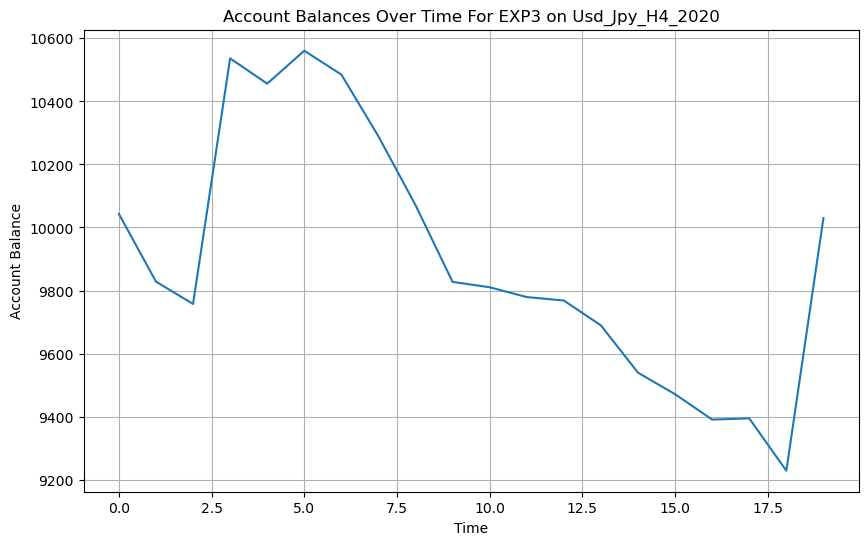 Account Balances Over Time For EXP3 on Usd_Jpy_H4_2020
10600
10400
10200
10000
9800
9600
9400
9200
Account Balance
0.0 2.5 5.0 7.5 10.0 12.5 15.0 17.5
Time